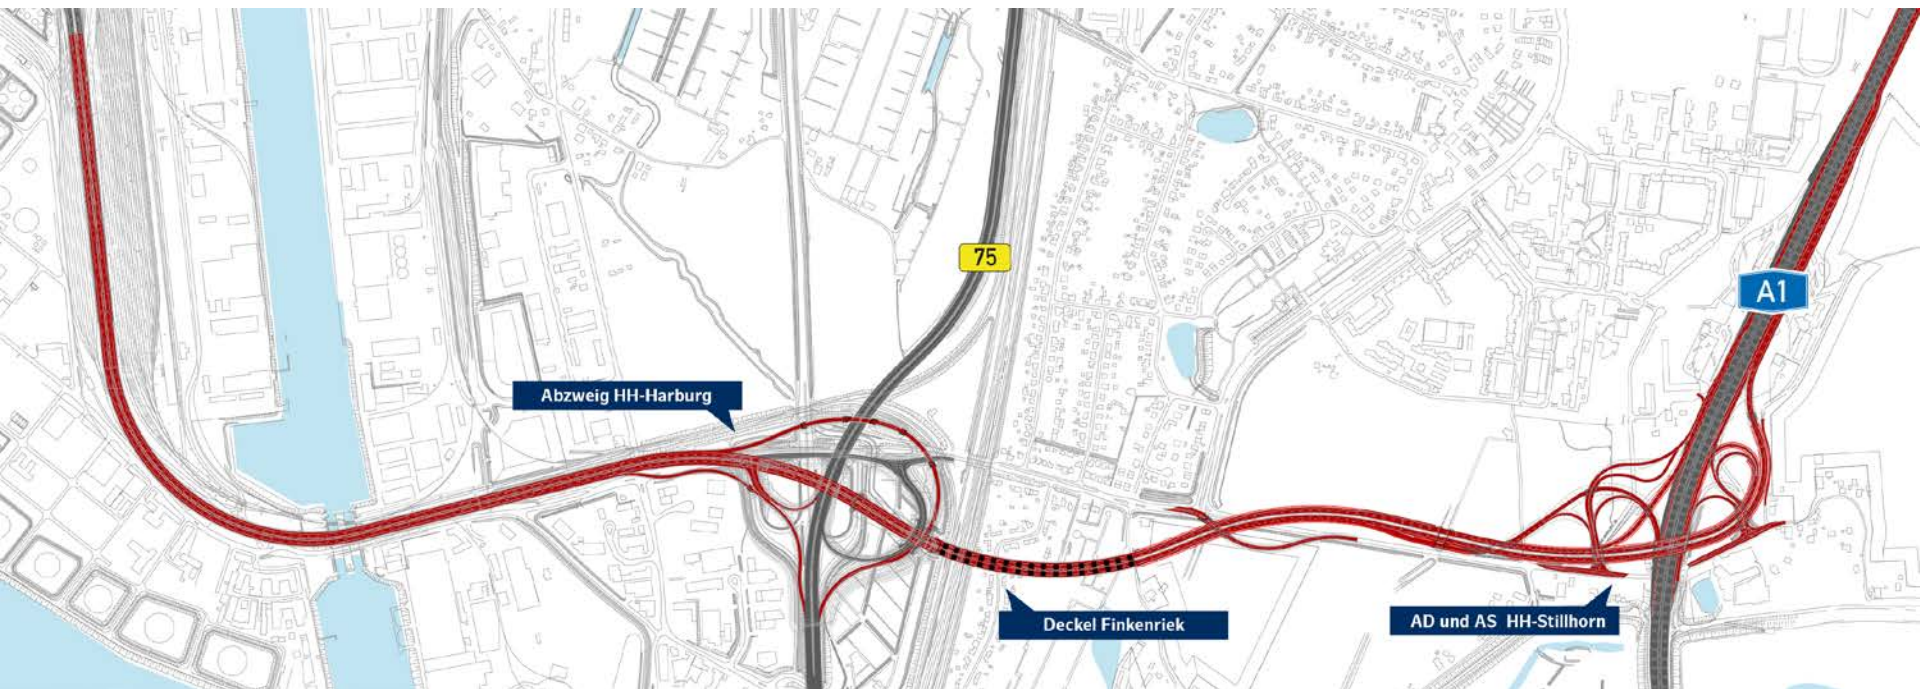 75
A1
Abzweig HH-Harburg
Deckel Finkenriek
AD und AS HH-Stillhorn